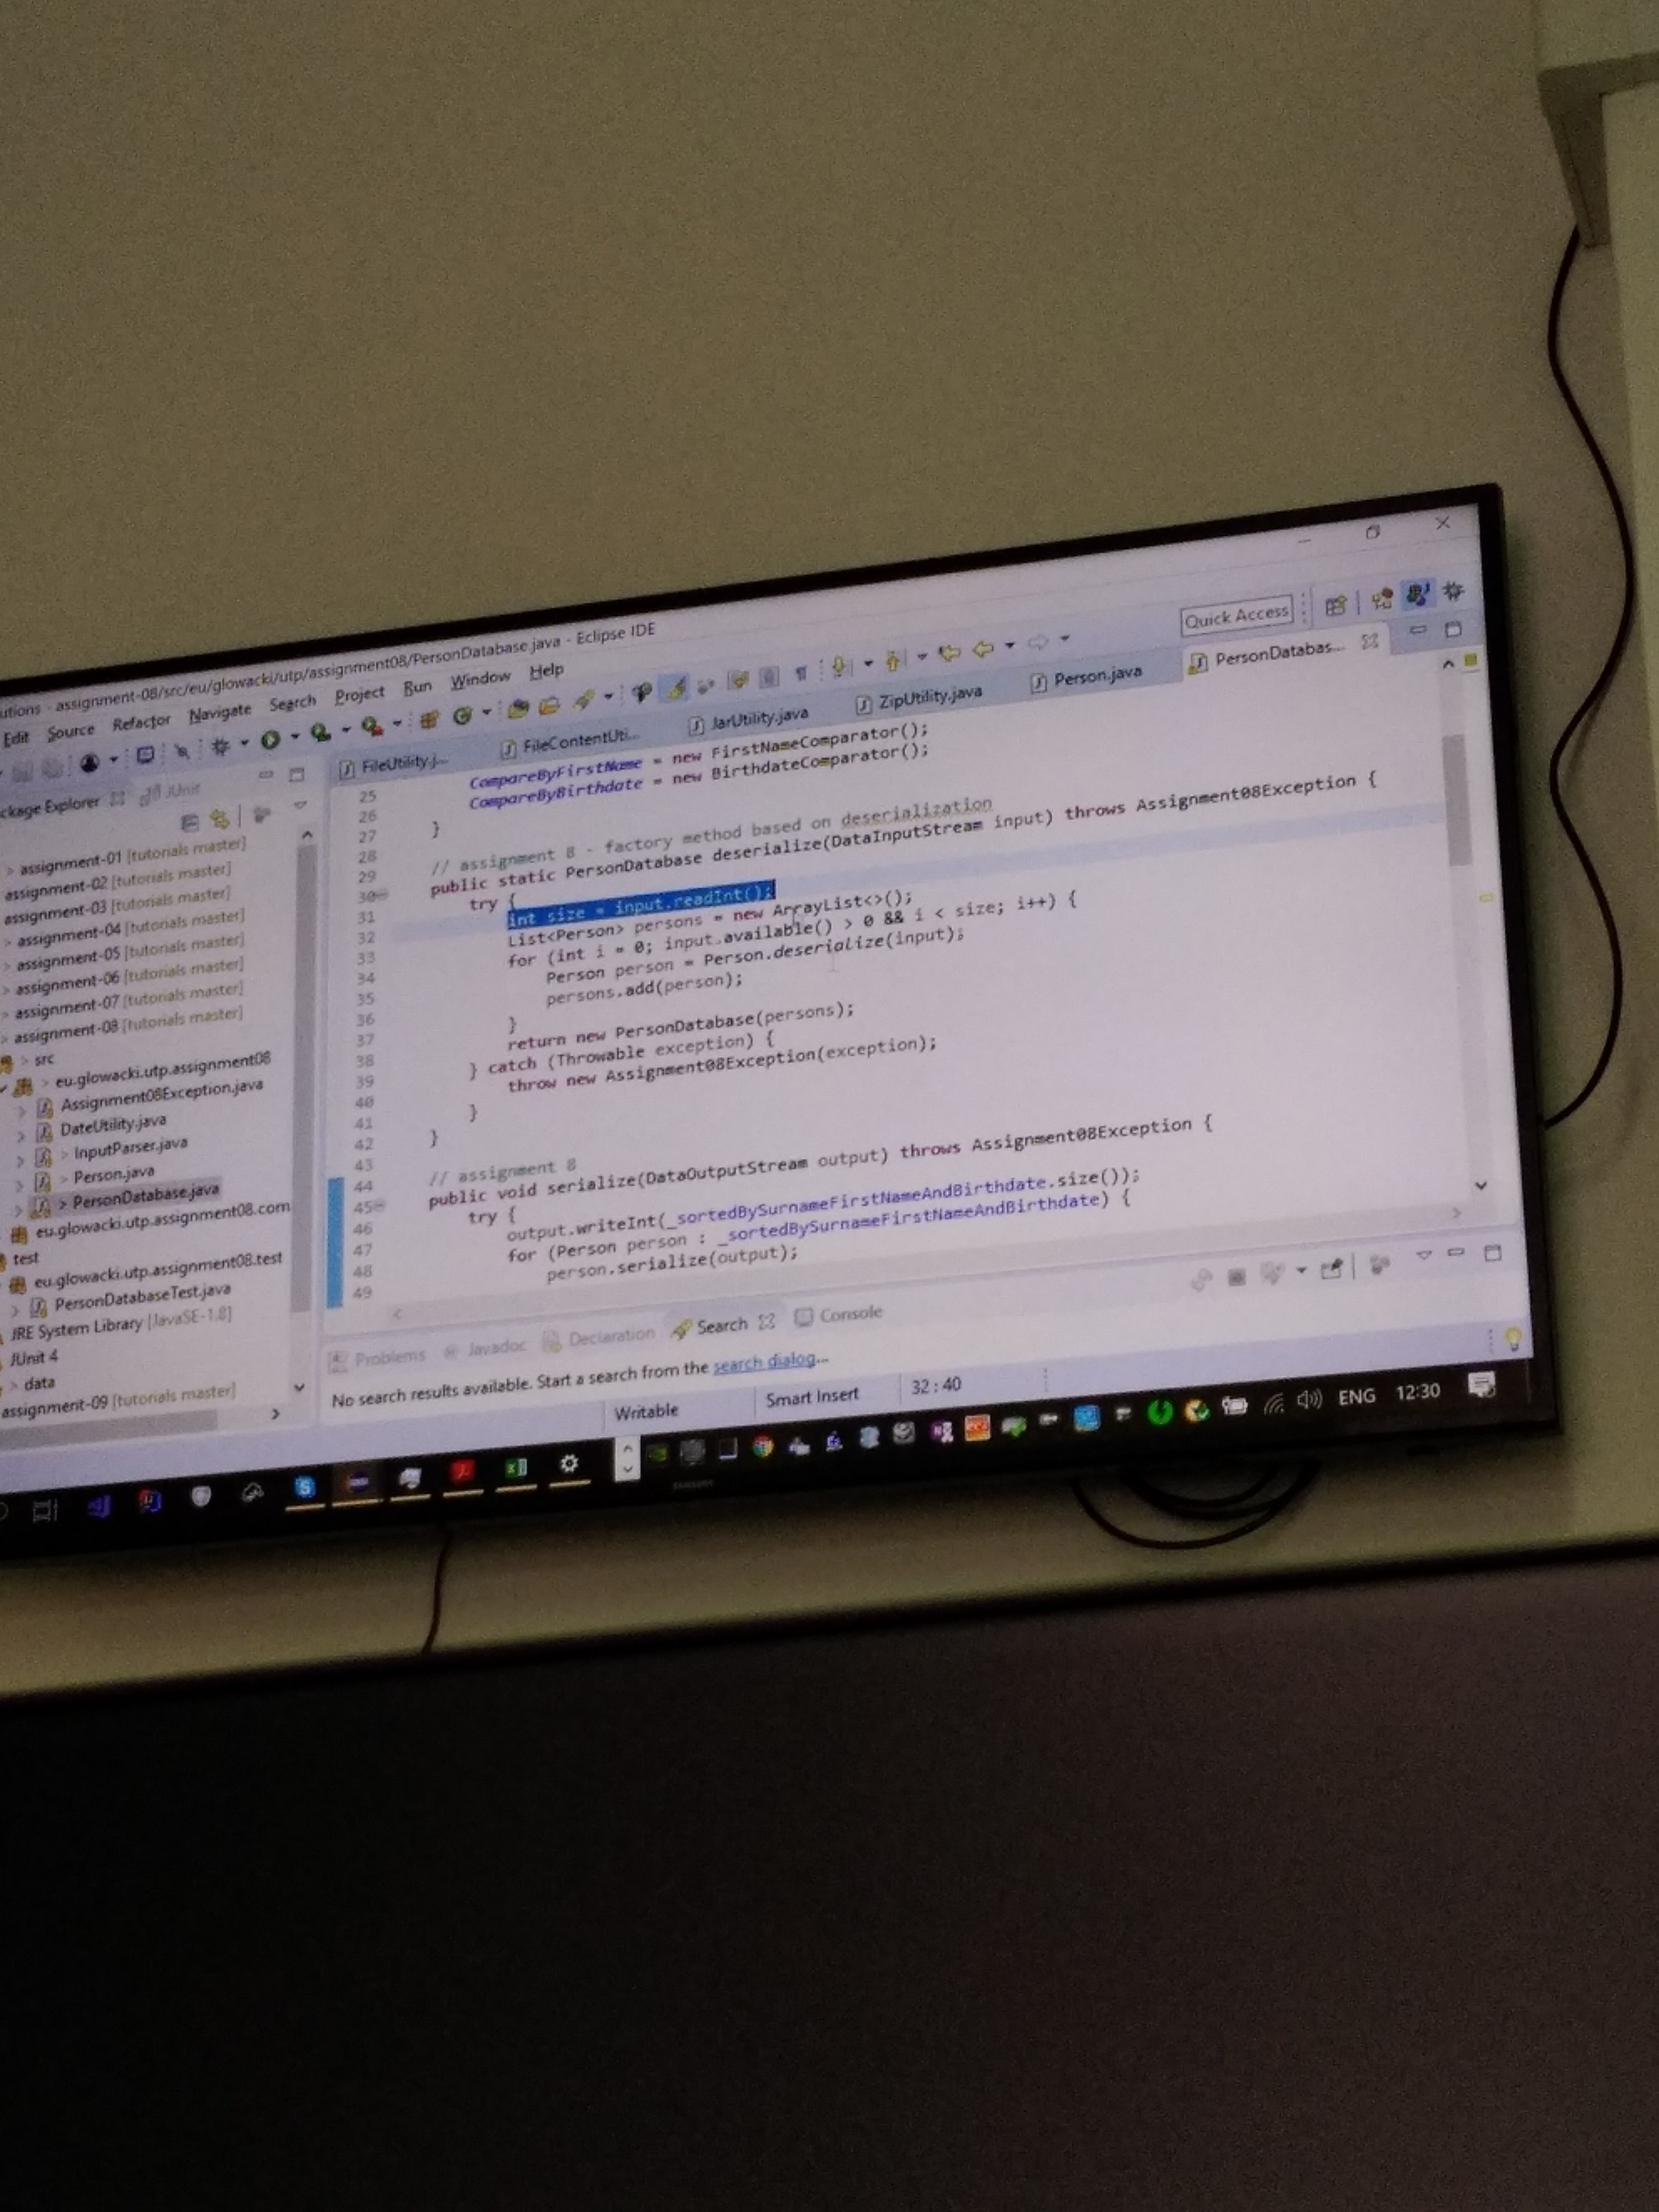 utions - assignment-08/src/eu/glowacki/utp/assignment08/PersonDatabase.java - Eclipse IDE
Edit Source Refactor Navigate Search Project Run Window Help
Quick Access
ckage Explorer JUnit
FileUtility.j... FileContentUti... JarUtility.java ZipUtility.java Person.java PersonDatabas...
> assignment-01 [tutorials master]
assignment-02 [tutorials master]
> assignment-03 [tutorials master]
> assignment-04 [tutorials master]
> assignment-05 [tutorials master]
> assignment-06 [tutorials master]
> assignment-07 [tutorials master]
> assignment-08 [tutorials master]
> src
> eu.glowacki.utp.assignment08
> Assignment08Exception.java
> DateUtility.java
> > InputParser.java
> > Person.java
> > PersonDatabase.java
eu.glowacki.utp.assignment08.com
test
eu.glowacki.utp.assignment08.test
> PersonDatabaseTest.java
JRE System Library [JavaSE-1.8]
JUnit 4
> data
assignment-09 [tutorials master]
25
26
27
28
29
30
31
32
33
34
35
36
37
38
39
40
41
42
43
44
45
46
47
48
49
CompareByFirstName = new FirstNameComparator();
CompareByBirthdate = new BirthdateComparator();
}
// assignment 8 - factory method based on deserialization
public static PersonDatabase deserialize(DataInputStream input) throws Assignment08Exception {
try {
int size = input.readInt();
List<Person> persons = new ArrayList<>();
for (int i = 0; input.available() > 0 && i < size; i++) {
Person person = Person.deserialize(input);
persons.add(person);
}
return new PersonDatabase(persons);
} catch (Throwable exception) {
throw new Assignment08Exception(exception);
}
}
// assignment 8
public void serialize(DataOutputStream output) throws Assignment08Exception {
try {
output.writeInt(_sortedBySurnameFirstNameAndBirthdate.size());
for (Person person : _sortedBySurnameFirstNameAndBirthdate) {
person.serialize(output);
Problems Javadoc Declaration Search Console
No search results available. Start a search from the search dialog...
Writable Smart Insert 32 : 40
ENG 12:30
SAMSUNG